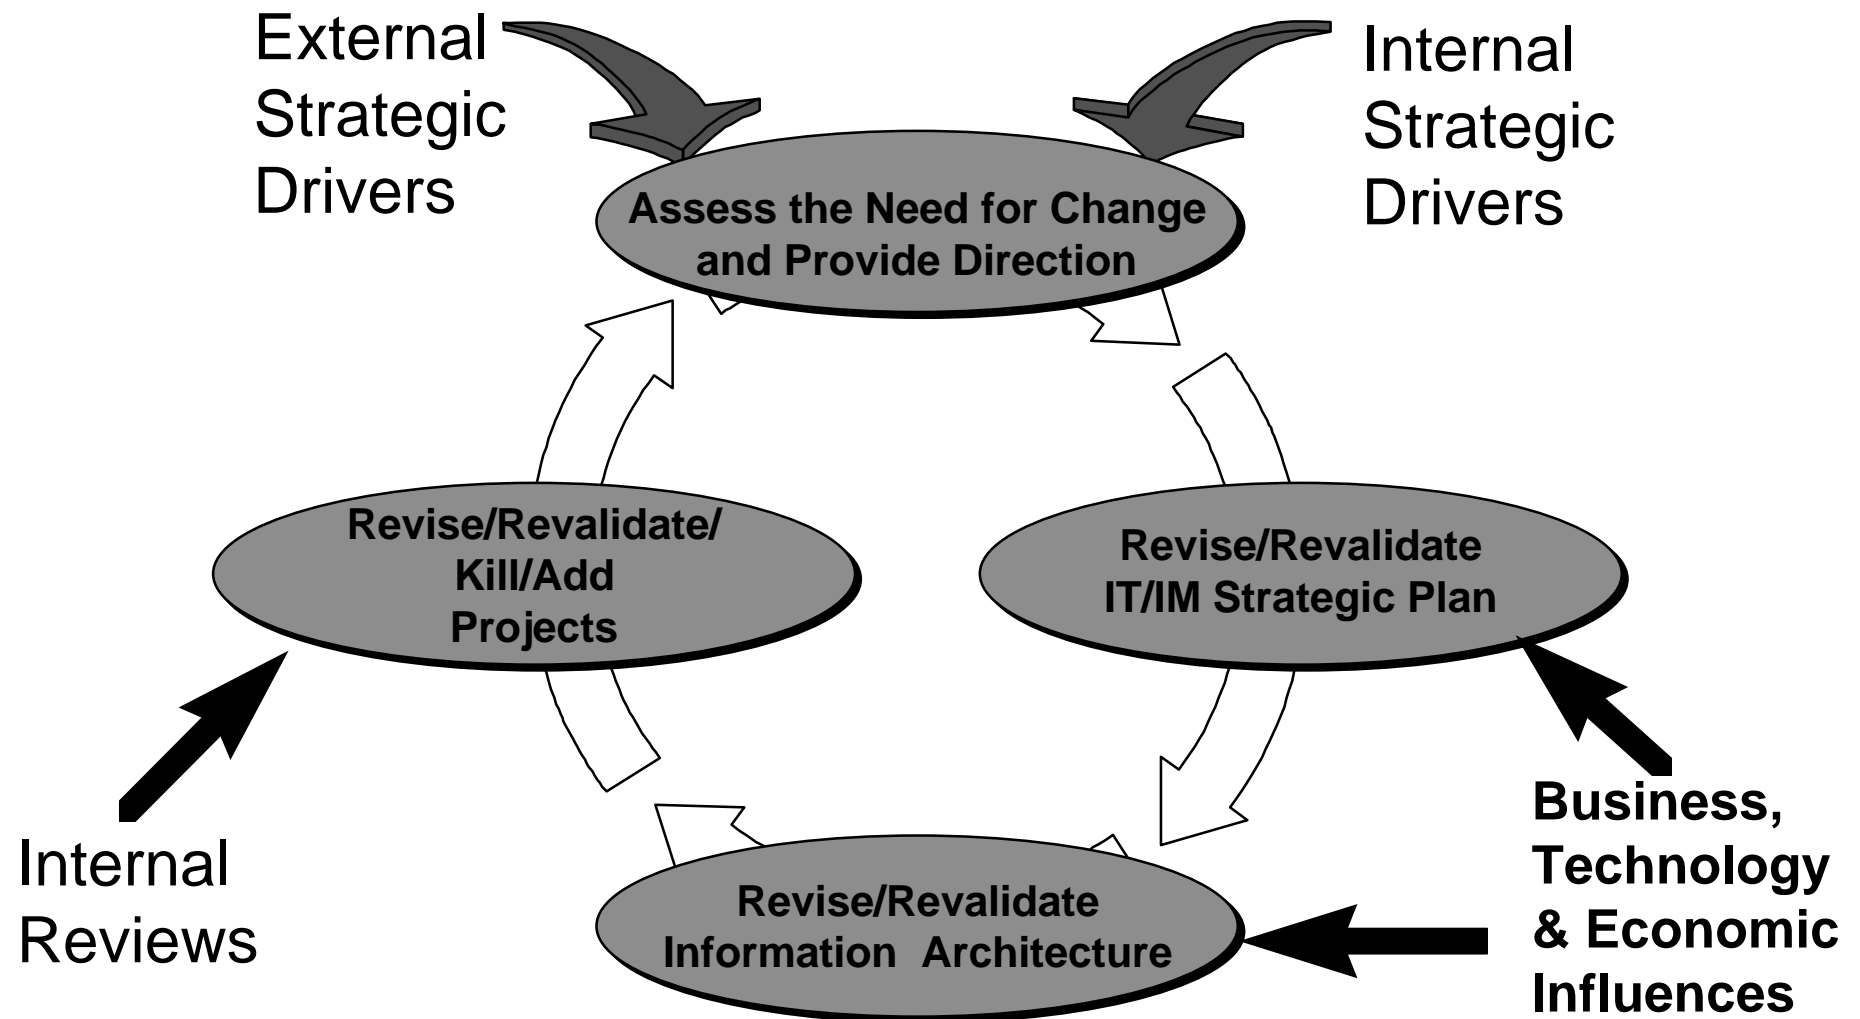 External
Strategic
Drivers
Internal
Strategic
Drivers
Assess the Need for Change
and Provide Direction
Revise/Revalidate/
Kill/Add
Projects
Revise/Revalidate
IT/IM Strategic Plan
Internal
Reviews
Revise/Revalidate
Information Architecture
Business,
Technology
& Economic
Influences